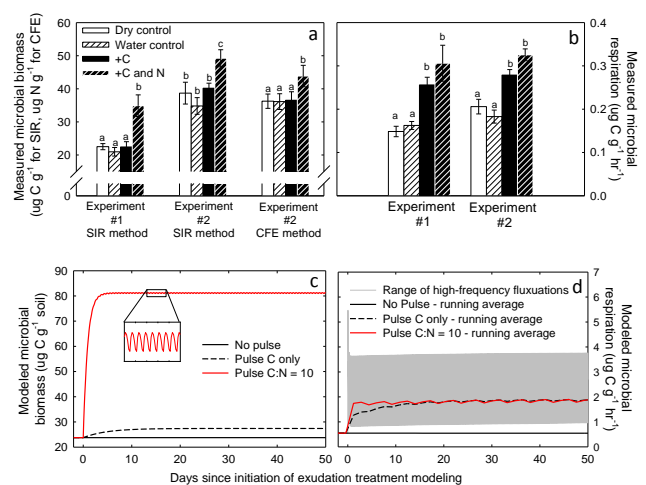 Measured microbial biomass
(ug C g-1 for SIR, ug N g-1 for CFE)
60
50
40
30
20
0
Dry control
Water control
+C
+C and N
a
a a a b
b b b c
a a a b
Experiment Experiment Experiment
#1 #2 #2
SIR method SIR method CFE method
b
a a b b
a a b b
Experiment Experiment
#1 #2
0.4
0.3
0.2
0.1
0.0
Measured microbial
respiration (ug C g-1 hr-1)
Modeled microbial
biomass (ug C g-1 soil)
90
80
70
60
50
40
30
20
c
No pulse
Pulse C only
Pulse C:N = 10
0 10 20 30 40 50
d
Range of high-frequency fluxuations
No Pulse - running average
Pulse C only - running average
Pulse C:N = 10 - running average
0 10 20 30 40 50
7
6
5
4
3
2
1
0
Modeled microbial
respiration (ug C g-1 hr-1)
Days since initiation of exudation treatment modeling